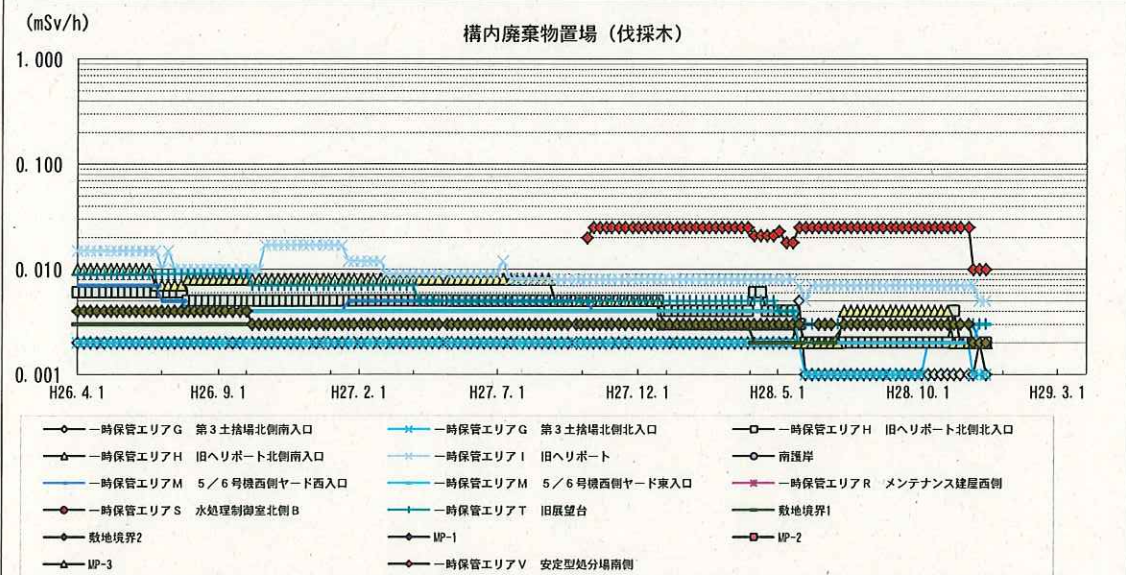 (mSv/h)
構内廃棄物置場（伐採木）
1.000
0.100
0.010
0.001
H26.4.1 H26.9.1 H27.2.1 H27.7.1 H27.12.1 H28.5.1 H28.10.1 H29.3.1
一時保管エリアG 第3土捨場北側南入口 一時保管エリアG 第3土捨場北側北入口 一時保管エリアH 旧ヘリポート北側北入口
一時保管エリアH 旧ヘリポート北側南入口 一時保管エリアI 旧ヘリポート 南護岸
一時保管エリアM 5／6号機西側ヤード西入口 一時保管エリアM 5／6号機西側ヤード東入口 一時保管エリアR メンテナンス建屋西側
一時保管エリアS 水処理制御室北側B 一時保管エリアT 旧展望台 敷地境界1
敷地境界2 MP-1 MP-2
MP-3 一時保管エリアV 安定型処分場南側